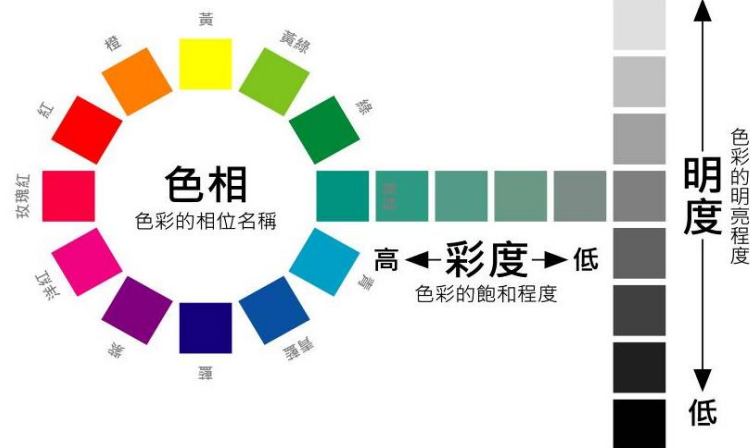 黃
黃綠
綠
橙
紅
玫瑰紅
洋紅
紫
藍
青藍
青
色相
色彩的相位名稱
高
彩度
低
色彩的飽和程度
明度
色彩的明亮程度
低